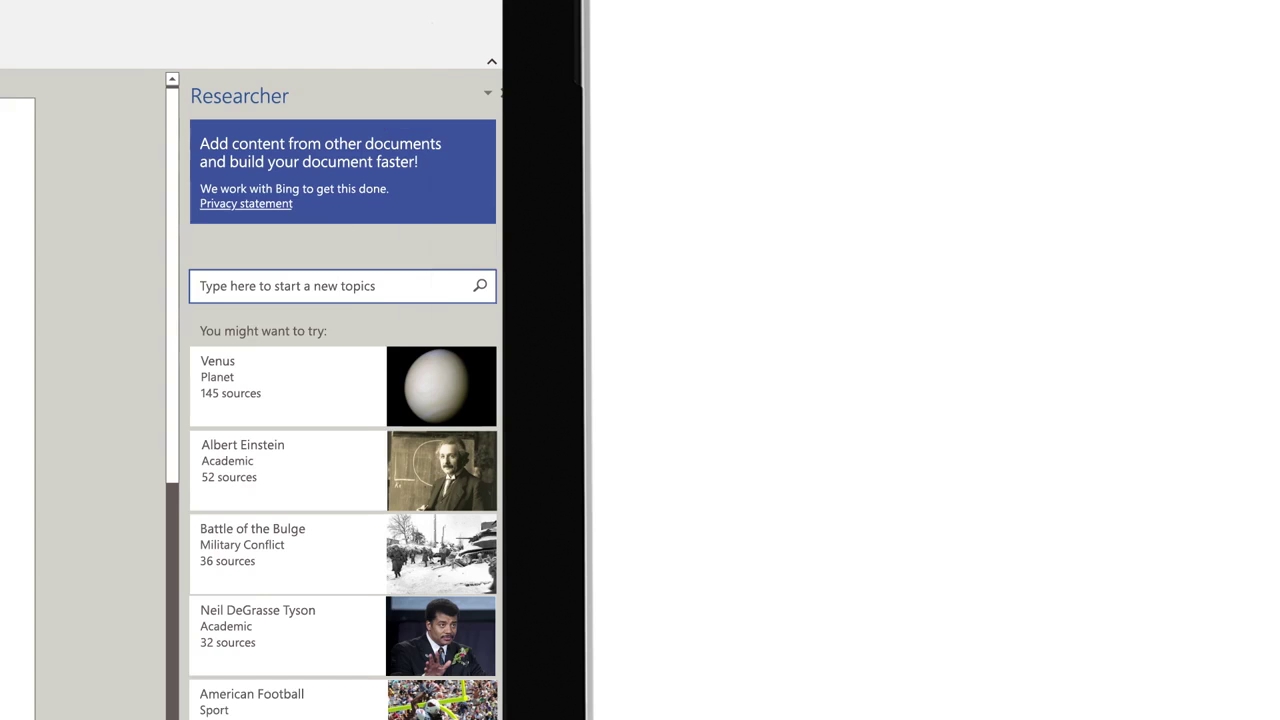 Researcher
Add content from other documents
and build your document faster!
We work with Bing to get this done.
Privacy statement
Type here to start a new topics
You might want to try:
Venus
Planet
145 sources
Albert Einstein
Academic
52 sources
Battle of the Bulge
Military Conflict
36 sources
Neil DeGrasse Tyson
Academic
32 sources
American Football
Sport